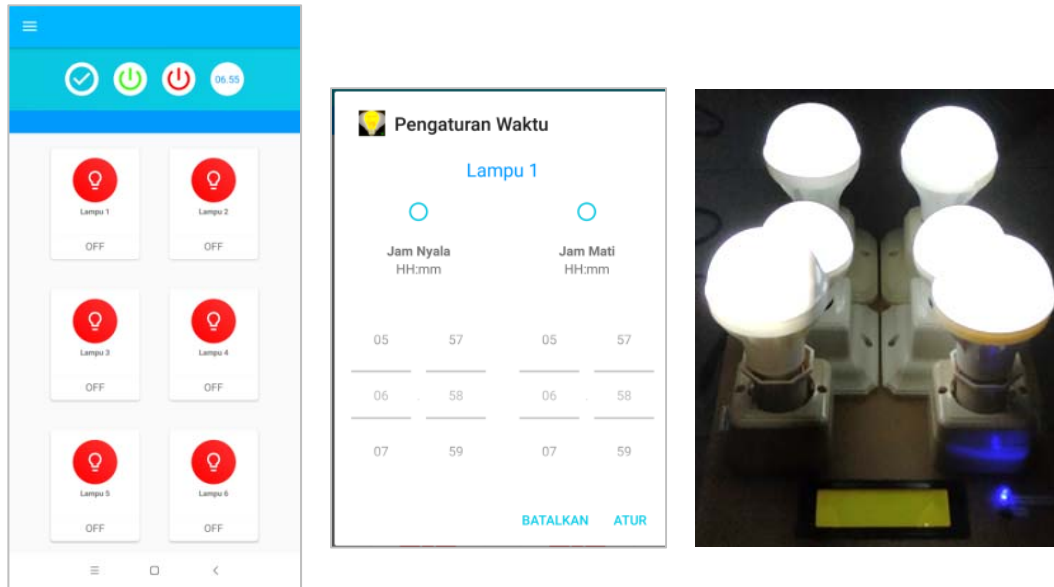 06.55
Lampu 1
Lampu 2
OFF
OFF
Lampu 3
Lampu 4
OFF
OFF
Lampu 5
Lampu 6
OFF
OFF
Pengaturan Waktu
Lampu 1
Jam Nyala
Jam Mati
HH:mm
HH:mm
05 57 05 57
06 . 58 06 . 58
07 59 07 59
BATALKAN ATUR